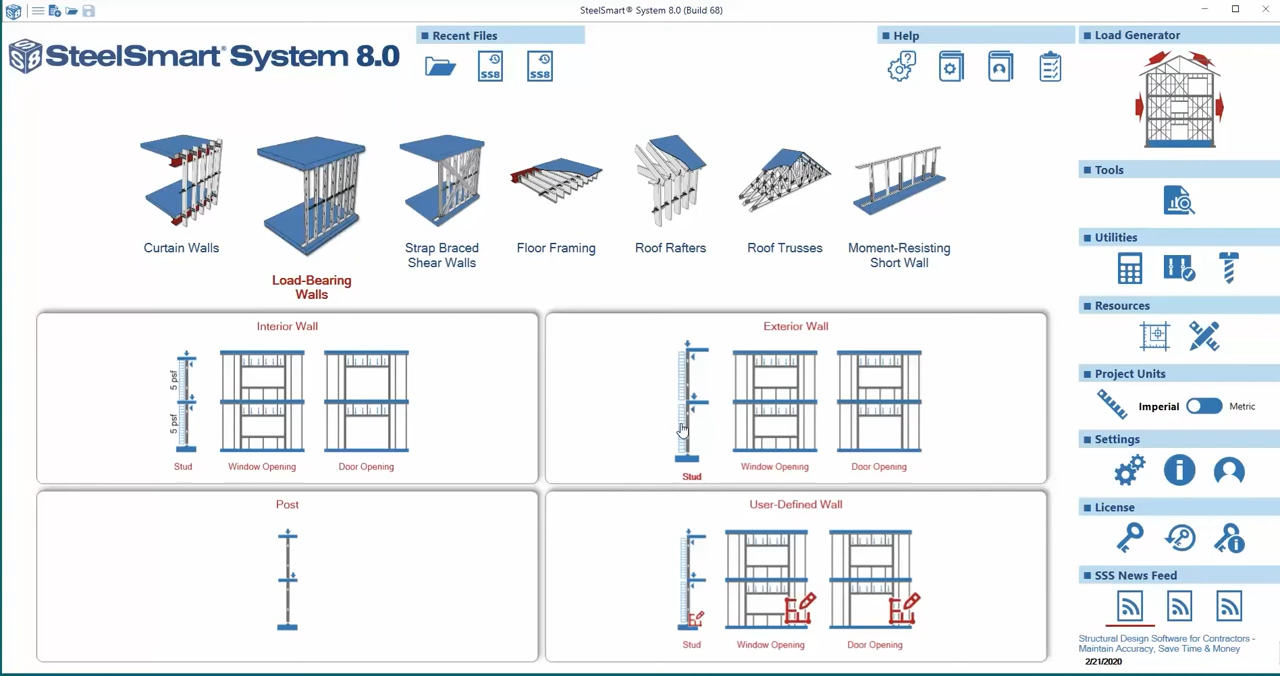 SteelSmart® System 8.0 (Build 68)
SteelSmart® System 8.0
Recent Files
SS8
SS8
Help
Load Generator
Tools
Utilities
Resources
Project Units
Imperial
Metric
Settings
License
SSS News Feed
Structural Design Software for Contractors -
Maintain Accuracy, Save Time & Money
2/21/2020
Curtain Walls
Load-Bearing
Walls
Strap Braced
Shear Walls
Floor Framing
Roof Rafters
Roof Trusses
Moment-Resisting
Short Wall
Interior Wall
5 psf
5 psf
Stud
Window Opening
Door Opening
Exterior Wall
Stud
Window Opening
Door Opening
Post
User-Defined Wall
Stud
Window Opening
Door Opening